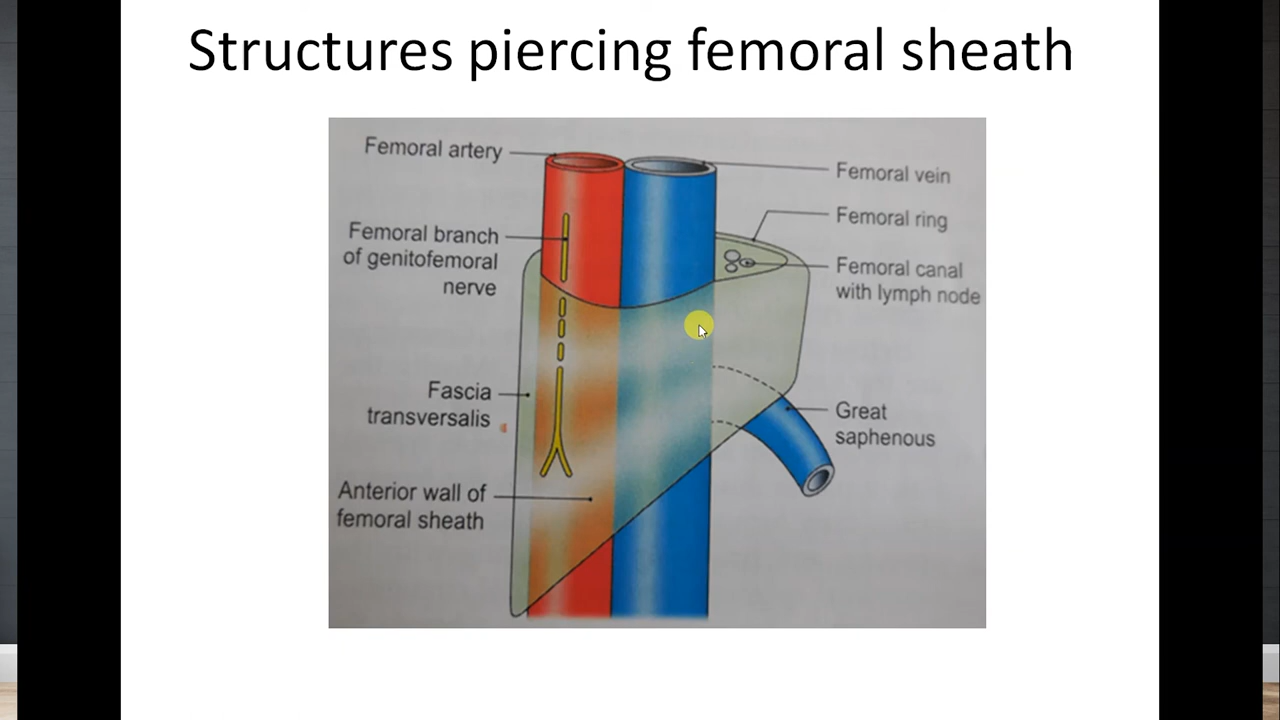 Structures piercing femoral sheath
Femoral artery
Femoral branch
of genitofemoral
nerve
Fascia
transversalis
Anterior wall of
femoral sheath
Femoral vein
Femoral ring
Femoral canal
with lymph node
Great
saphenous